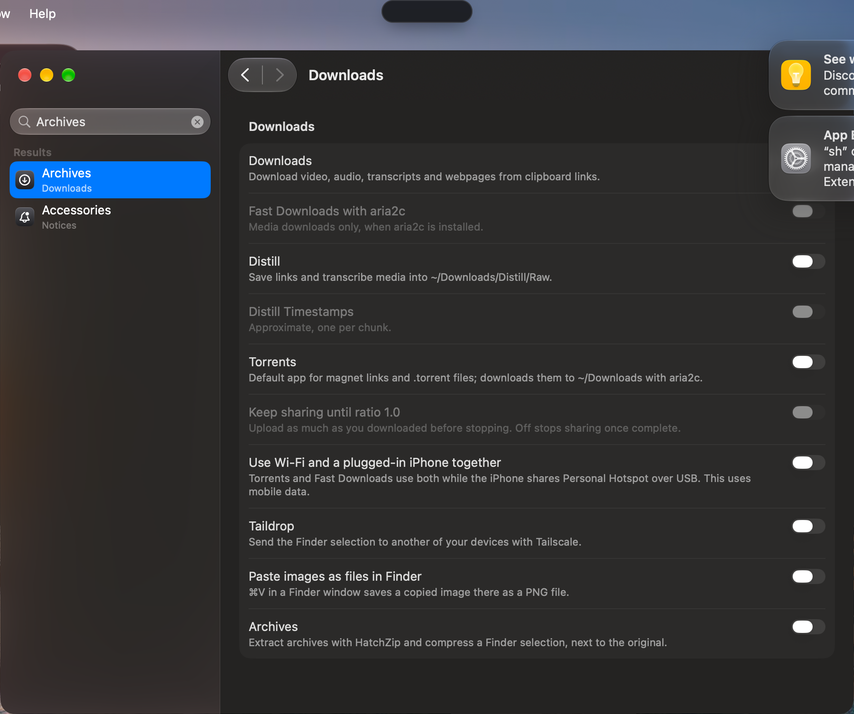 Help
Downloads
Archives
Results
Archives
Downloads
Accessories
Notices
Downloads
Downloads
Download video, audio, transcripts and webpages from clipboard links.
Fast Downloads with aria2c
Media downloads only, when aria2c is installed.
Distill
Save links and transcribe media into ~/Downloads/Distill/Raw.
Distill Timestamps
Approximate, one per chunk.
Torrents
Default app for magnet links and .torrent files; downloads them to ~/Downloads with aria2c.
Keep sharing until ratio 1.0
Upload as much as you downloaded before stopping. Off stops sharing once complete.
Use Wi-Fi and a plugged-in iPhone together
Torrents and Fast Downloads use both while the iPhone shares Personal Hotspot over USB. This uses
mobile data.
Taildrop
Send the Finder selection to another of your devices with Tailscale.
Paste images as files in Finder
⌘V in a Finder window saves a copied image there as a PNG file.
Archives
Extract archives with HatchZip and compress a Finder selection, next to the original.
See
App
"sh"